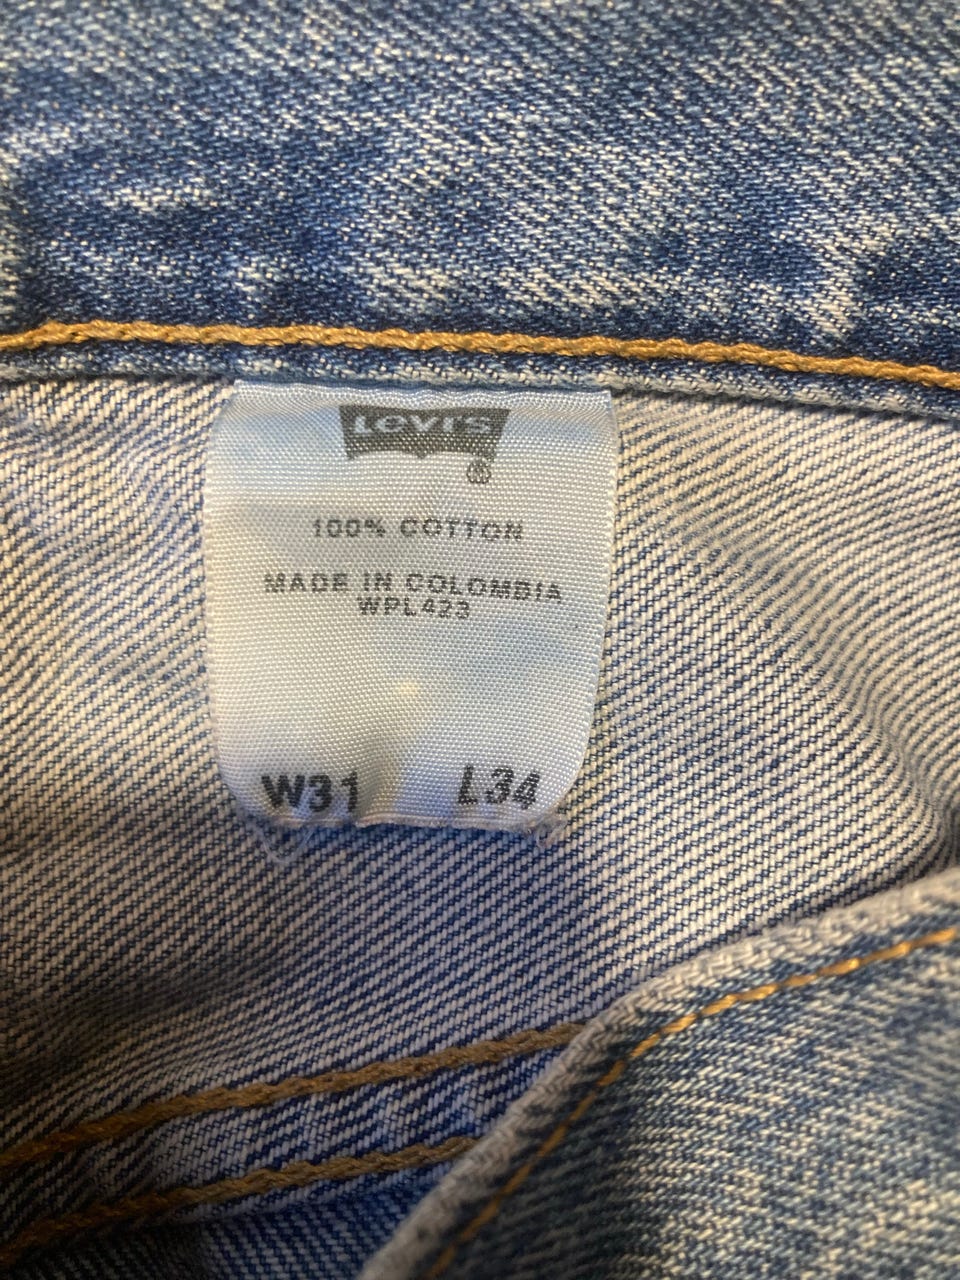 Levi's
®
100% COTTON
MADE IN COLOMBIA
WPL423
W31 L34